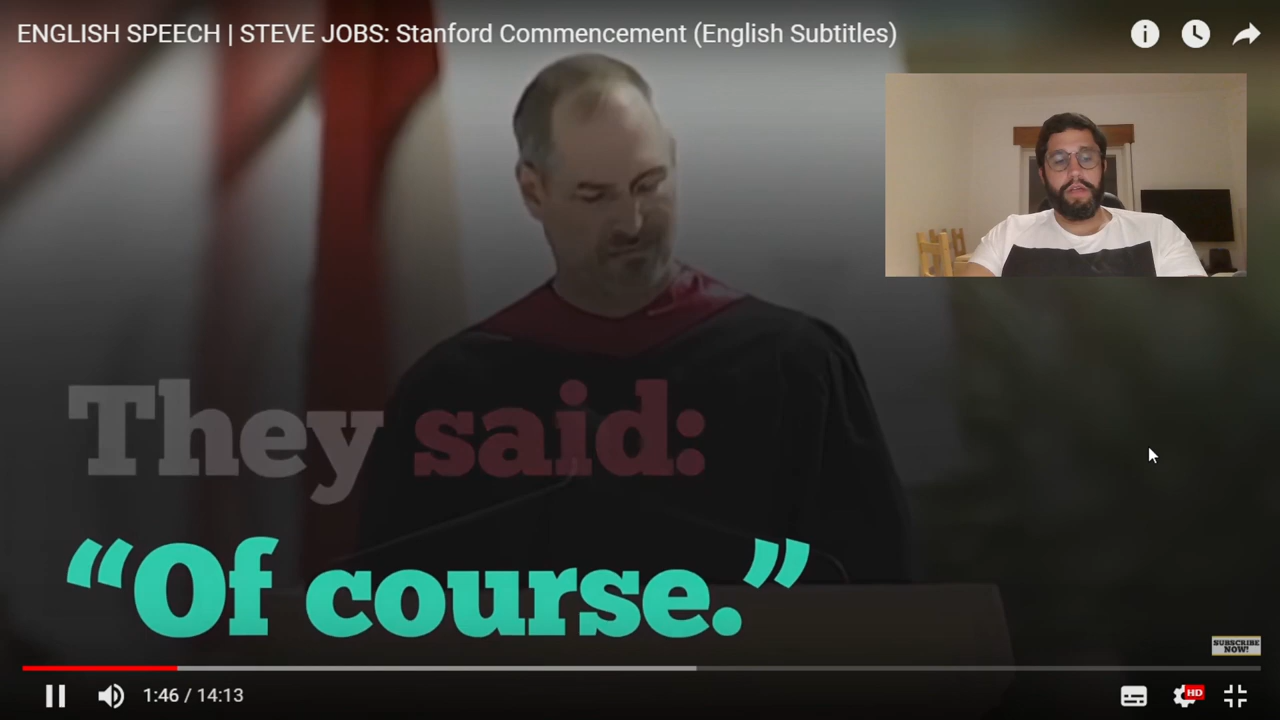 ENGLISH SPEECH | STEVE JOBS: Stanford Commencement (English Subtitles)
They said:
“Of course.”
SUBSCRIBE
NOW!
1:46 / 14:13
HD